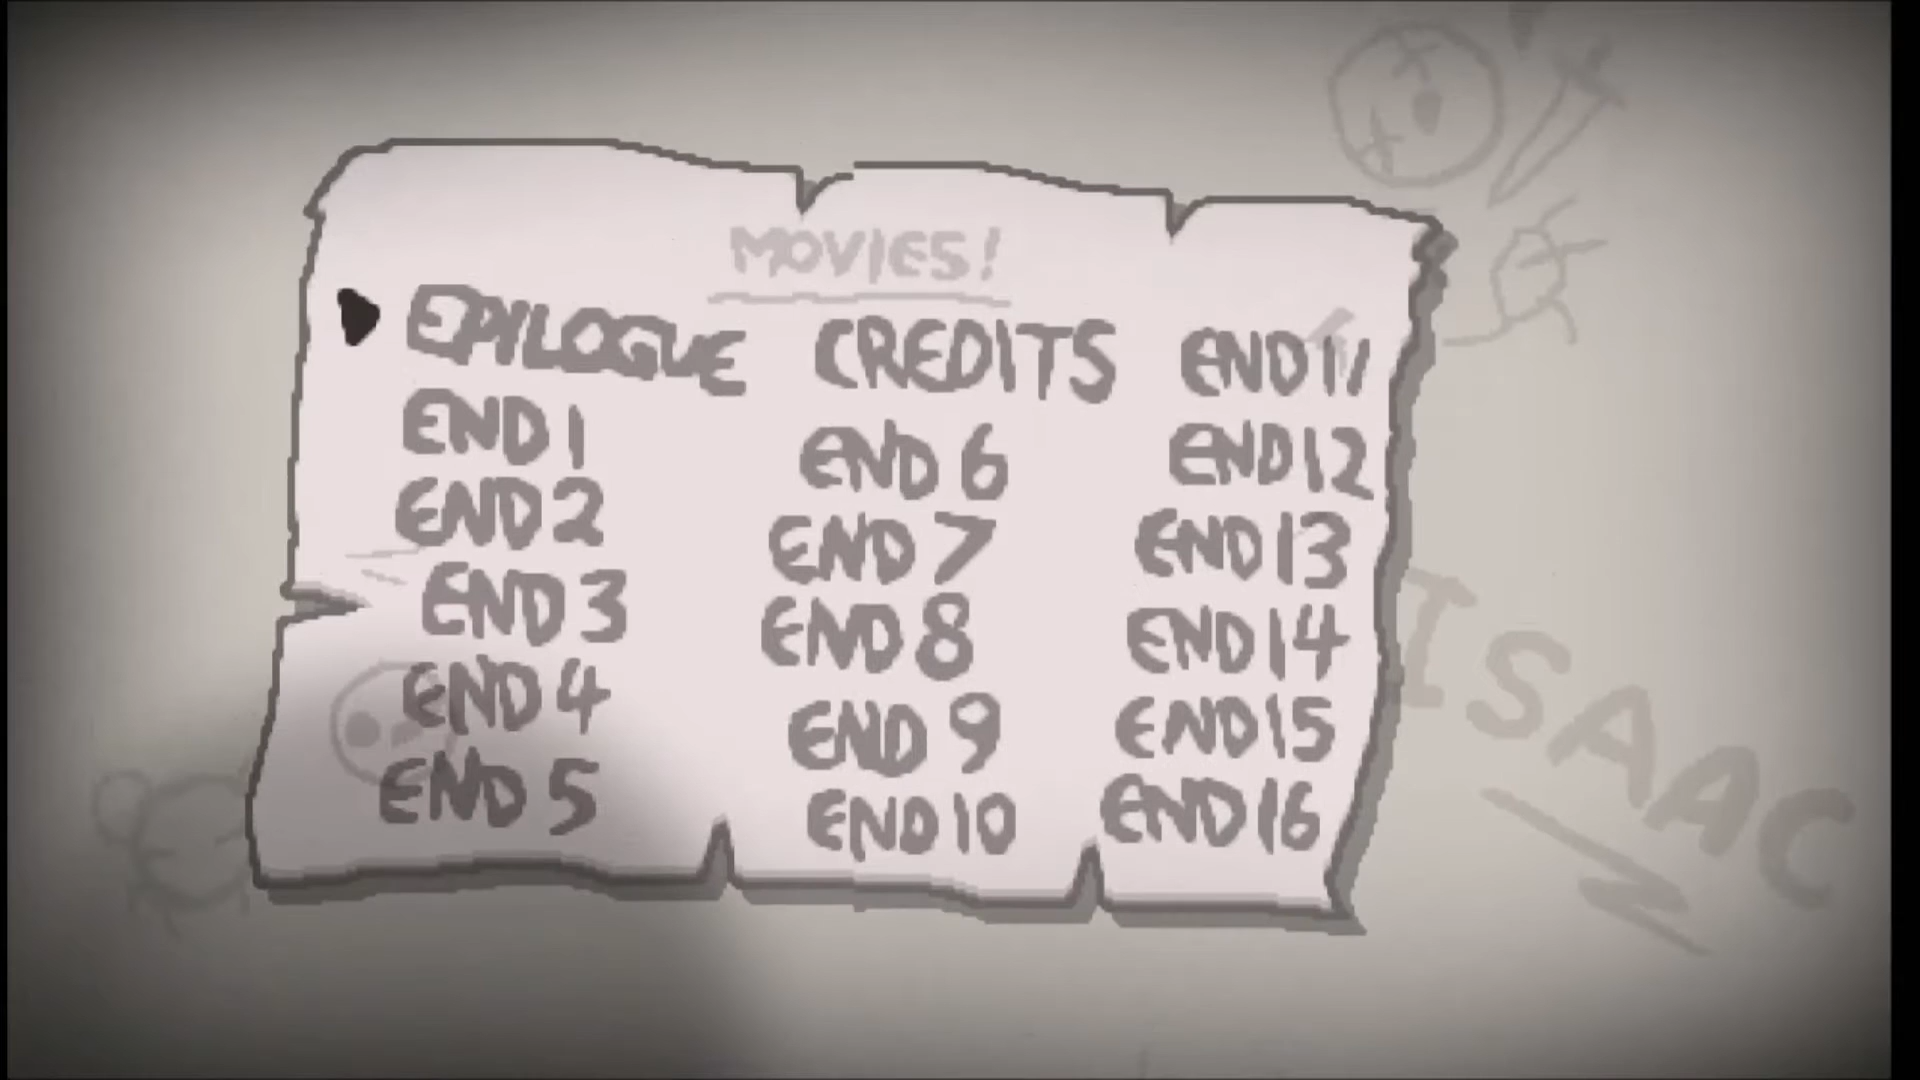 MOVIES!
EPILOGUE CREDITS END 11
END 1 END 6 END 12
END 2 END 7 END 13
END 3 END 8 END 14
END 4 END 9 END 15
END 5 END 10 END 16
ISAAC